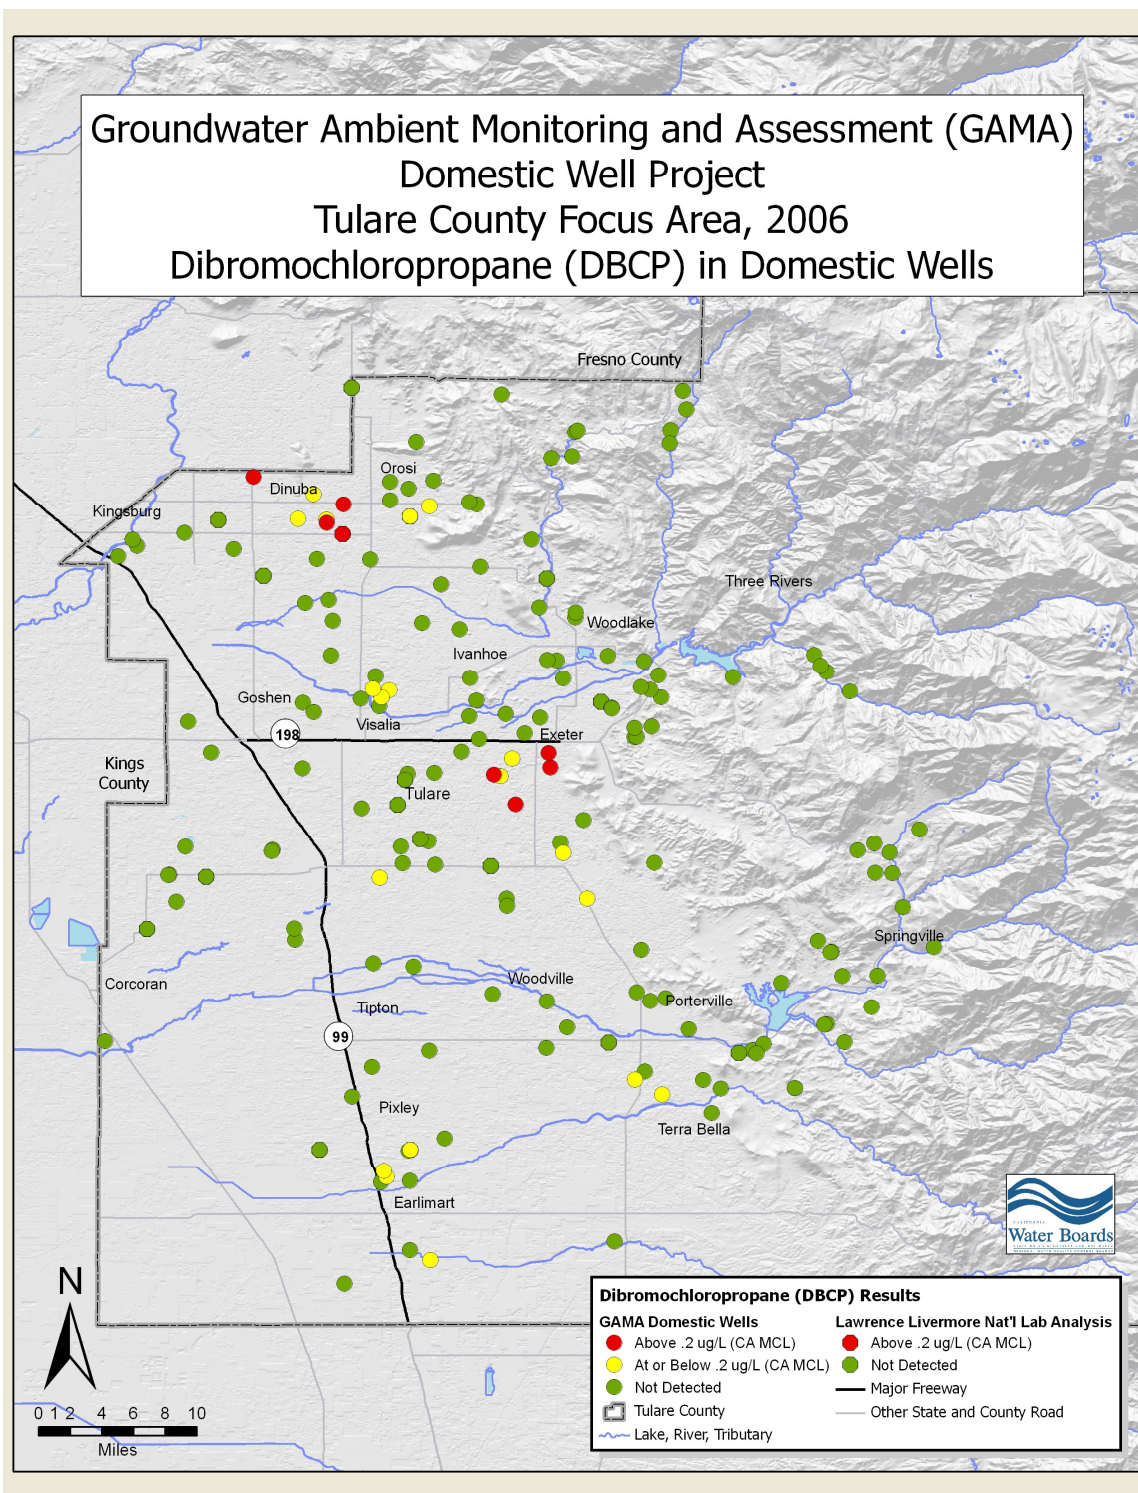 Groundwater Ambient Monitoring and Assessment (GAMA)
Domestic Well Project
Tulare County Focus Area, 2006
Dibromochloropropane (DBCP) in Domestic Wells
Fresno County
Orosi
Dinuba
Kingsburg
Three Rivers
Woodlake
Ivanhoe
Goshen
Visalia
198
Exeter
Kings
County
Tulare
Springville
Corcoran
Woodville
Tipton
Porterville
99
Pixley
Terra Bella
Earlimart
CALIFORNIA
Water Boards
N
0 1 2 4 6 8 10
Miles
Dibromochloropropane (DBCP) Results
GAMA Domestic Wells
Above .2 ug/L (CA MCL)
At or Below .2 ug/L (CA MCL)
Not Detected
Tulare County
Lake, River, Tributary
Lawrence Livermore Nat'l Lab Analysis
Above .2 ug/L (CA MCL)
Not Detected
Major Freeway
Other State and County Road